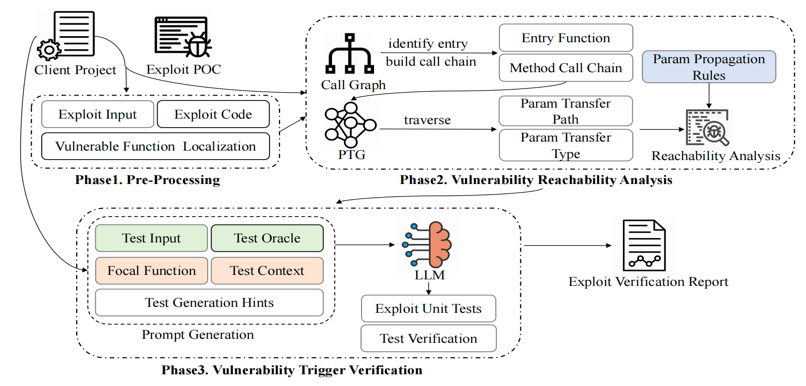 Client Project
Exploit POC
Exploit Input
Exploit Code
Vulnerable Function Localization
Phase1. Pre-Processing
Call Graph
identify entry
build call chain
Entry Function
Method Call Chain
Param Propagation
Rules
PTG
traverse
Param Transfer
Path
Param Transfer
Type
Reachability Analysis
Phase2. Vulnerability Reachability Analysis
Test Input
Test Oracle
Focal Function
Test Context
Test Generation Hints
Prompt Generation
LLM
Exploit Unit Tests
Test Verification
Exploit Verification Report
Phase3. Vulnerability Trigger Verification